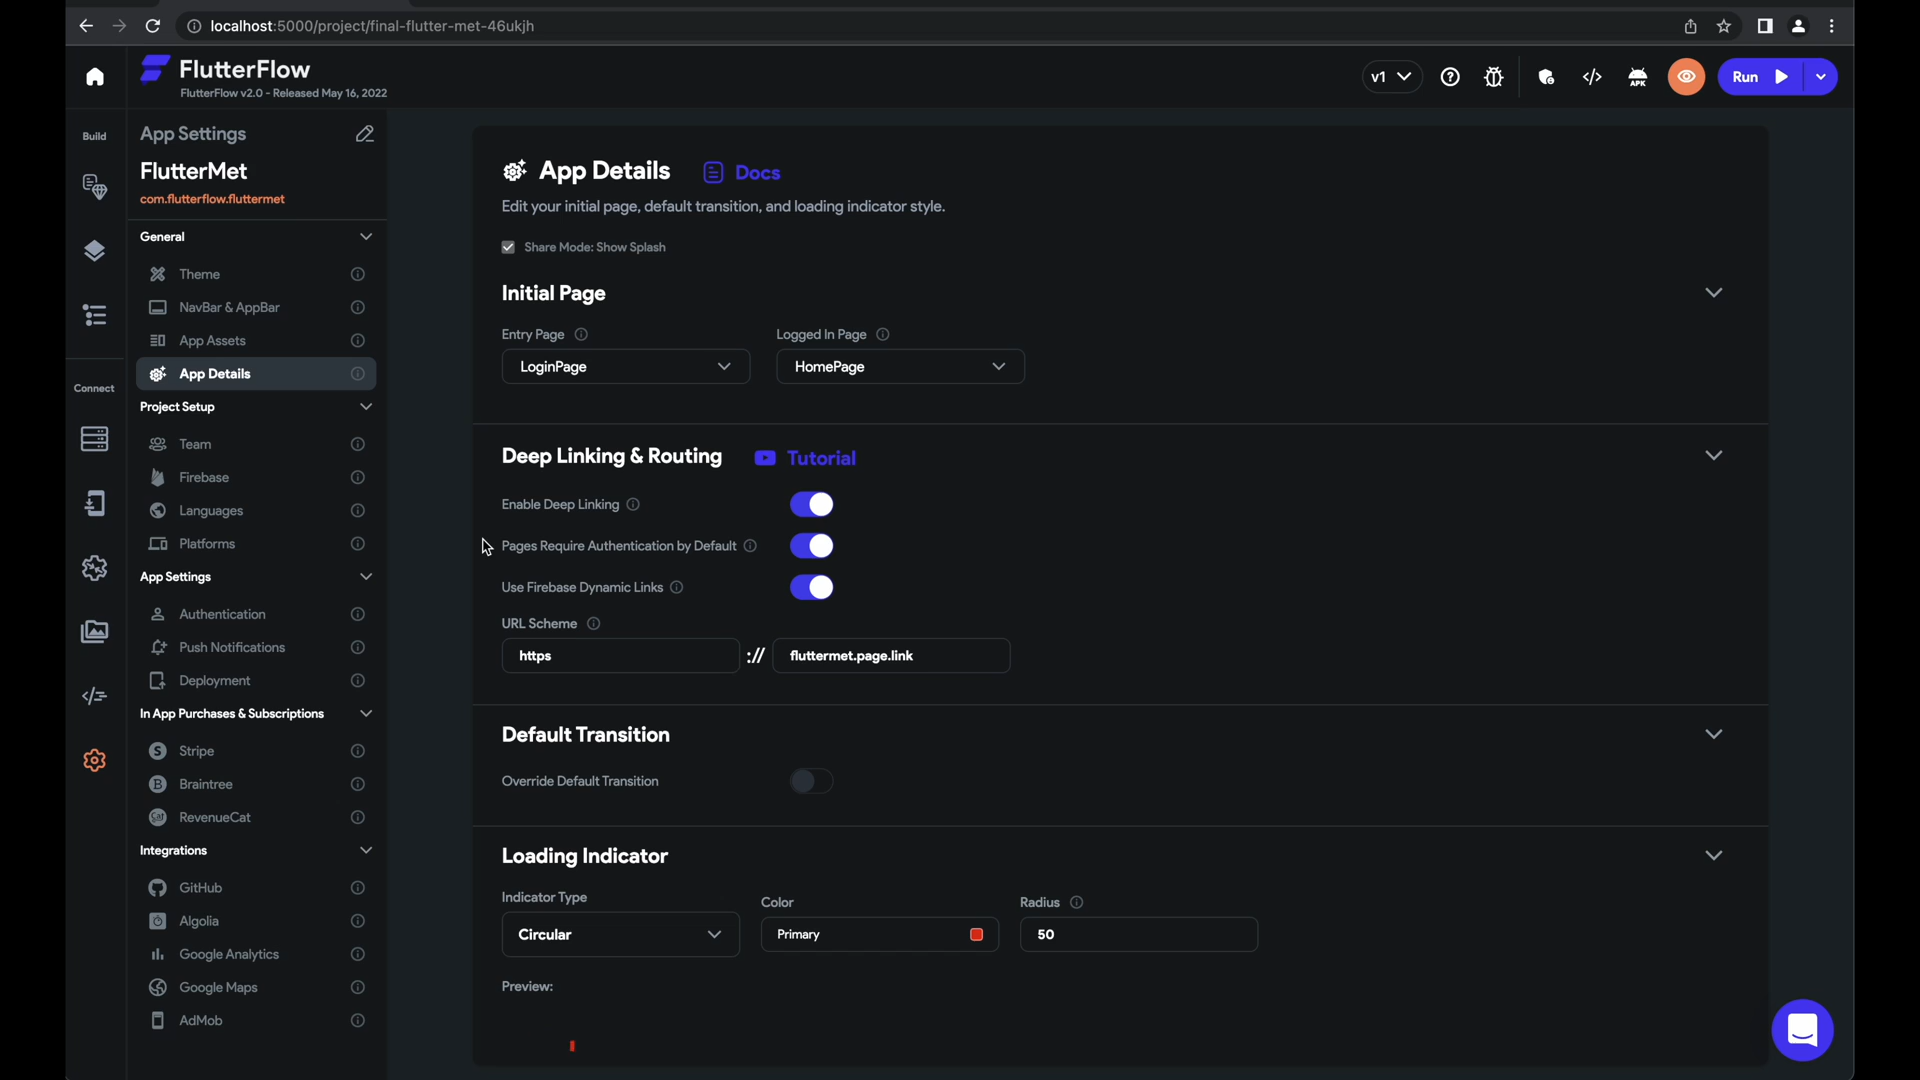 localhost:5000/project/final-flutter-met-46ukjh
FlutterFlow
FlutterFlow v2.0 - Released May 16, 2022
v1
APK
Run
Build
Connect
App Settings
FlutterMet
com.flutterflow.fluttermet
General
Theme
NavBar & AppBar
App Assets
App Details
Project Setup
Team
Firebase
Languages
Platforms
App Settings
Authentication
Push Notifications
Deployment
In App Purchases & Subscriptions
Stripe
Braintree
RevenueCat
Integrations
GitHub
Algolia
Google Analytics
Google Maps
AdMob
App Details Docs
Edit your initial page, default transition, and loading indicator style.
Share Mode: Show Splash
Initial Page
Entry Page Logged In Page
LoginPage HomePage
Deep Linking & Routing Tutorial
Enable Deep Linking
Pages Require Authentication by Default
Use Firebase Dynamic Links
URL Scheme
https :// fluttermet.page.link
Default Transition
Override Default Transition
Loading Indicator
Indicator Type Color Radius
Circular Primary 50
Preview: